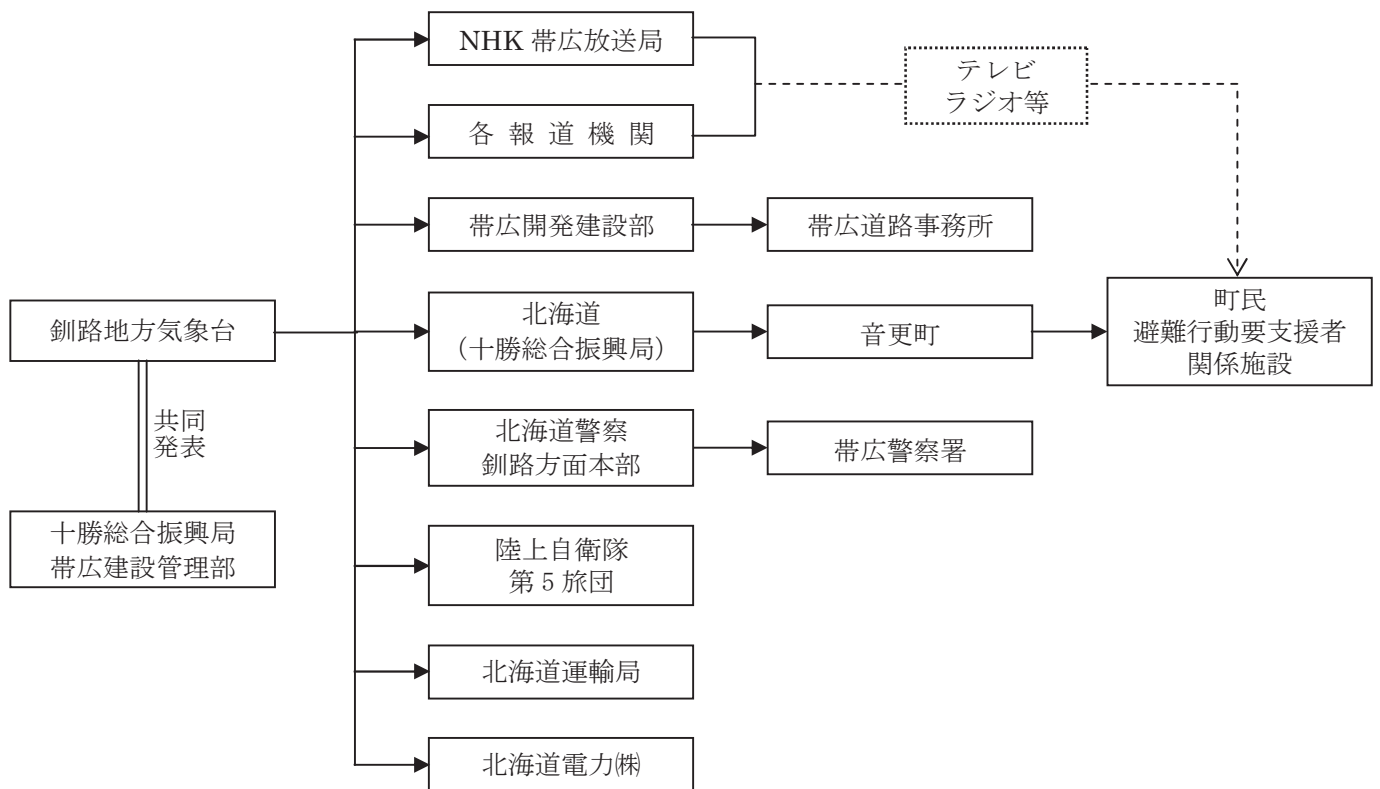 NHK 帯広放送局
テレビ
ラジオ等
各 報 道 機 関
帯広開発建設部
帯広道路事務所
釧路地方気象台
北海道
(十勝総合振興局)
音更町
町民
避難行動要支援者
関係施設
共同
発表
北海道警察
釧路方面本部
帯広警察署
十勝総合振興局
帯広建設管理部
陸上自衛隊
第 5 旅団
北海道運輸局
北海道電力㈱